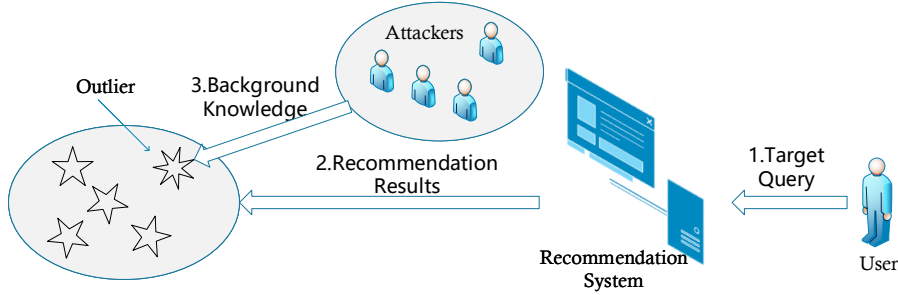 Attackers
Outlier
3.Background
Knowledge
2.Recommendation
Results
1.Target
Query
Recommendation
System
User